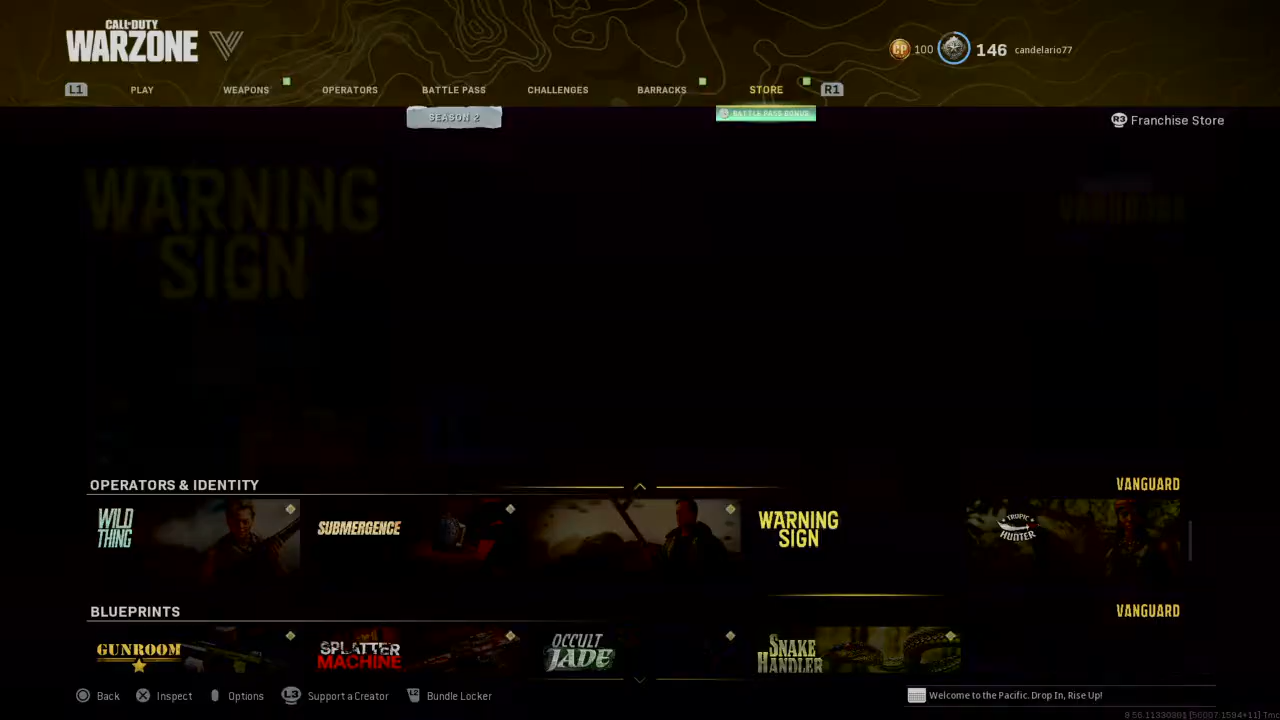 CALL OF DUTY
WARZONE
CP 100 146 candelario77
L1 PLAY WEAPONS OPERATORS BATTLE PASS CHALLENGES BARRACKS STORE R1
SEASON 2
BATTLE PASS BONUS
R3 Franchise Store
WARNING
SIGN
OPERATORS & IDENTITY
VANGUARD
WILD
THING
SUBMERGENCE
WARNING
SIGN
TROPIC
HUNTER
BLUEPRINTS
VANGUARD
GUNROOM
SPLATTER
MACHINE
OCCULT
JADE
SNAKE
HANDLER
Back Inspect Options L3 Support a Creator L2 Bundle Locker
Welcome to the Pacific. Drop In, Rise Up!